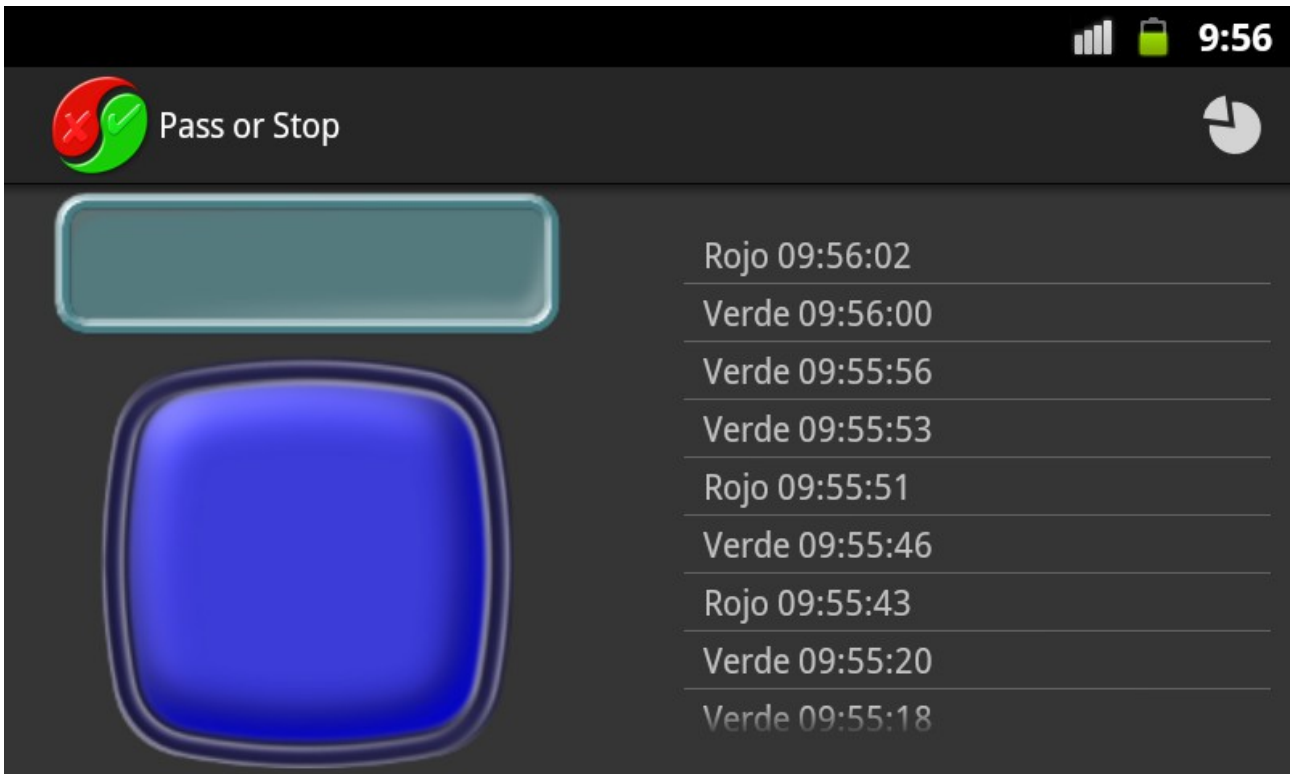 9:56
Pass or Stop
Rojo 09:56:02
Verde 09:56:00
Verde 09:55:56
Verde 09:55:53
Rojo 09:55:51
Verde 09:55:46
Rojo 09:55:43
Verde 09:55:20
Verde 09:55:18